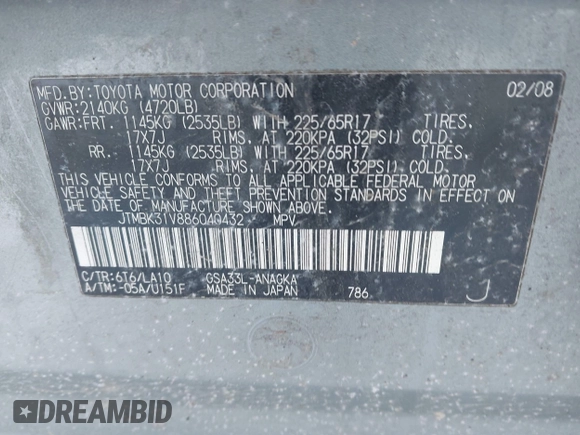 MFD.BY:TOYOTA MOTOR CORPORATION 02/08
GVWR:2140KG (4720LB)
GAWR:FRT. 1145KG (2535LB) WITH 225/65R17 TIRES,
17X7J RIMS, AT 220KPA (32PSI) COLD.
RR. 1145KG (2535LB) WITH 225/65R17 TIRES,
17X7J RIMS, AT 220KPA (32PSI) COLD.
THIS VEHICLE CONFORMS TO ALL APPLICABLE FEDERAL MOTOR
VEHICLE SAFETY AND THEFT PREVENTION STANDARDS IN EFFECT ON
THE DATE OF MANUFACTURE SHOWN ABOVE.
JTMBK31V886040432 MPV
C/TR:6T6/LA10 GSA33L-ANAGKA
A/TM:-05A/U151F MADE IN JAPAN 786 J
DREAMBID